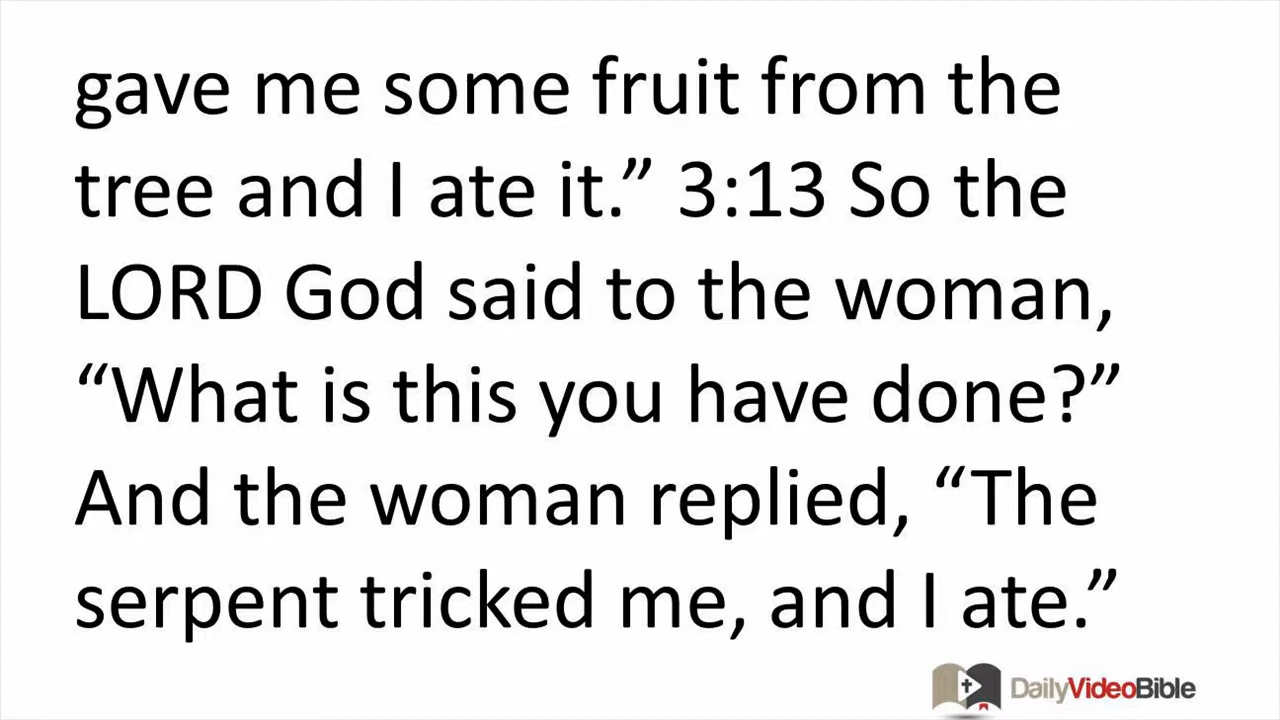 gave me some fruit from the
tree and I ate it.” 3:13 So the
LORD God said to the woman,
“What is this you have done?”
And the woman replied, “The
serpent tricked me, and I ate.”
DailyVideoBible